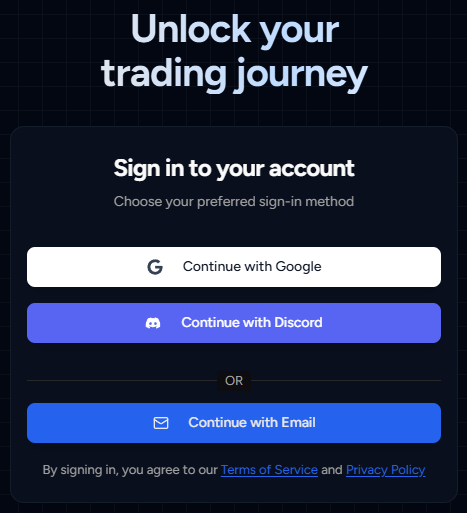 Unlock your
trading journey
Sign in to your account
Choose your preferred sign-in method
Continue with Google
Continue with Discord
OR
Continue with Email
By signing in, you agree to our Terms of Service and Privacy Policy